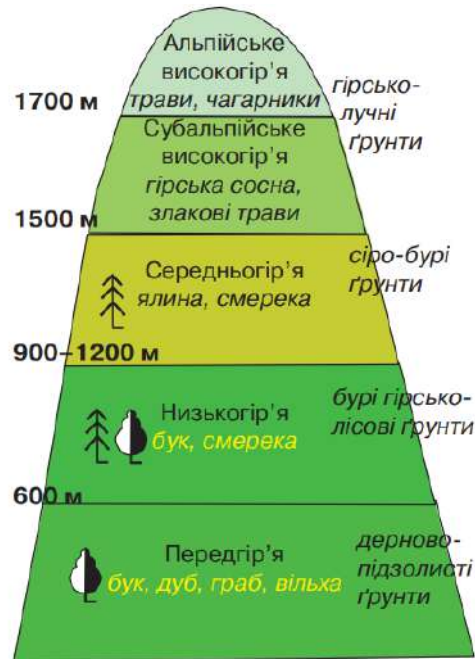 Альпійське
високогір’я
трави, чагарники
1700 м
гірсько-
лучні
ґрунти
Субальпійське
високогір’я
гірська сосна,
злакові трави
1500 м
Середньогір’я
ялина, смерека
сіро-бурі
ґрунти
900–1200 м
Низькогір’я
бук, смерека
бурі гірсько-
лісові ґрунти
600 м
Передгір’я
бук, дуб, граб, вільха
дерново-
підзолисті
ґрунти